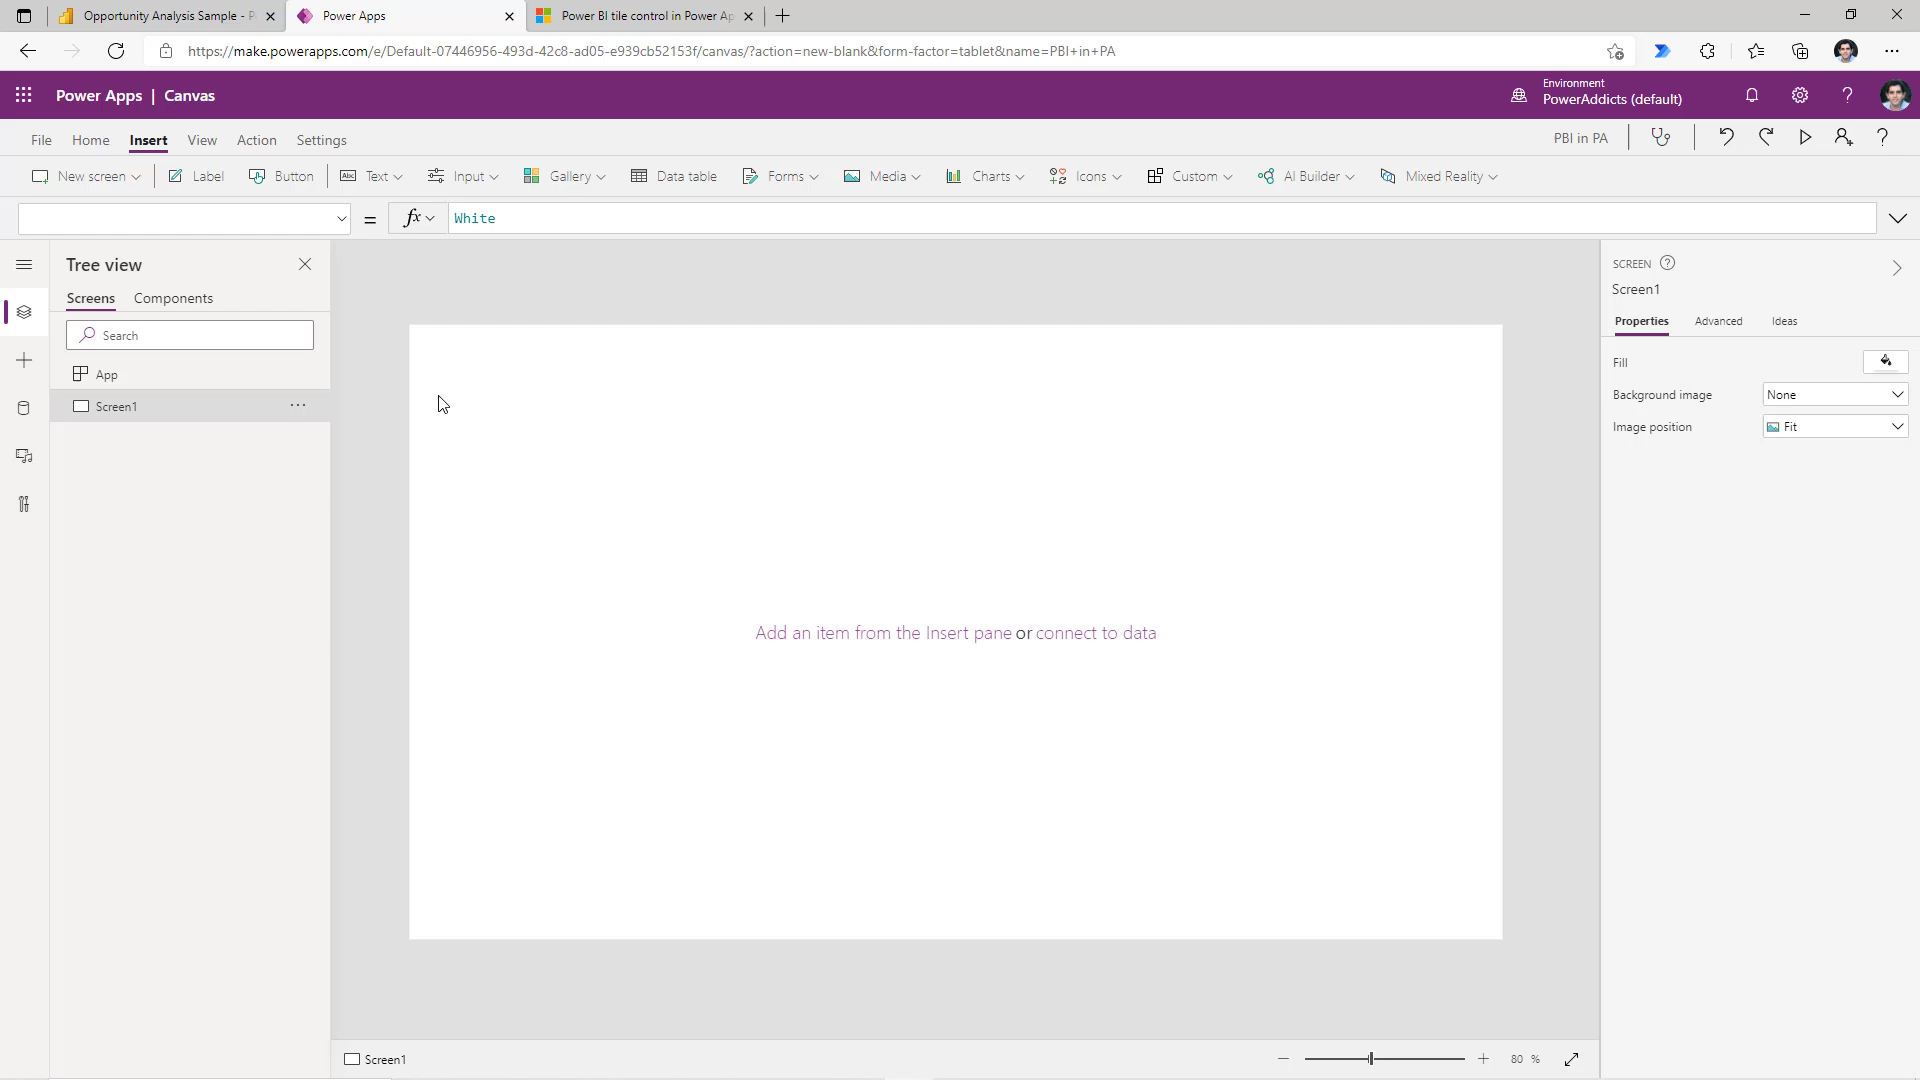 Opportunity Analysis Sample - P
Power Apps
Power BI tile control in Power Ap
https://make.powerapps.com/e/Default-07446956-493d-42c8-ad05-e939cb52153f/canvas/?action=new-blank&form-factor=tablet&name=PBI+in+PA
Power Apps | Canvas
Environment
PowerAddicts (default)
File Home Insert View Action Settings
PBI in PA
New screen Label Button Text Input Gallery Data table Forms Media Charts Icons Custom AI Builder Mixed Reality
= fx White
Tree view
Screens Components
Search
App
Screen1
Add an item from the Insert pane or connect to data
SCREEN
Screen1
Properties Advanced Ideas
Fill
Background image None
Image position Fit
Screen1
80 %